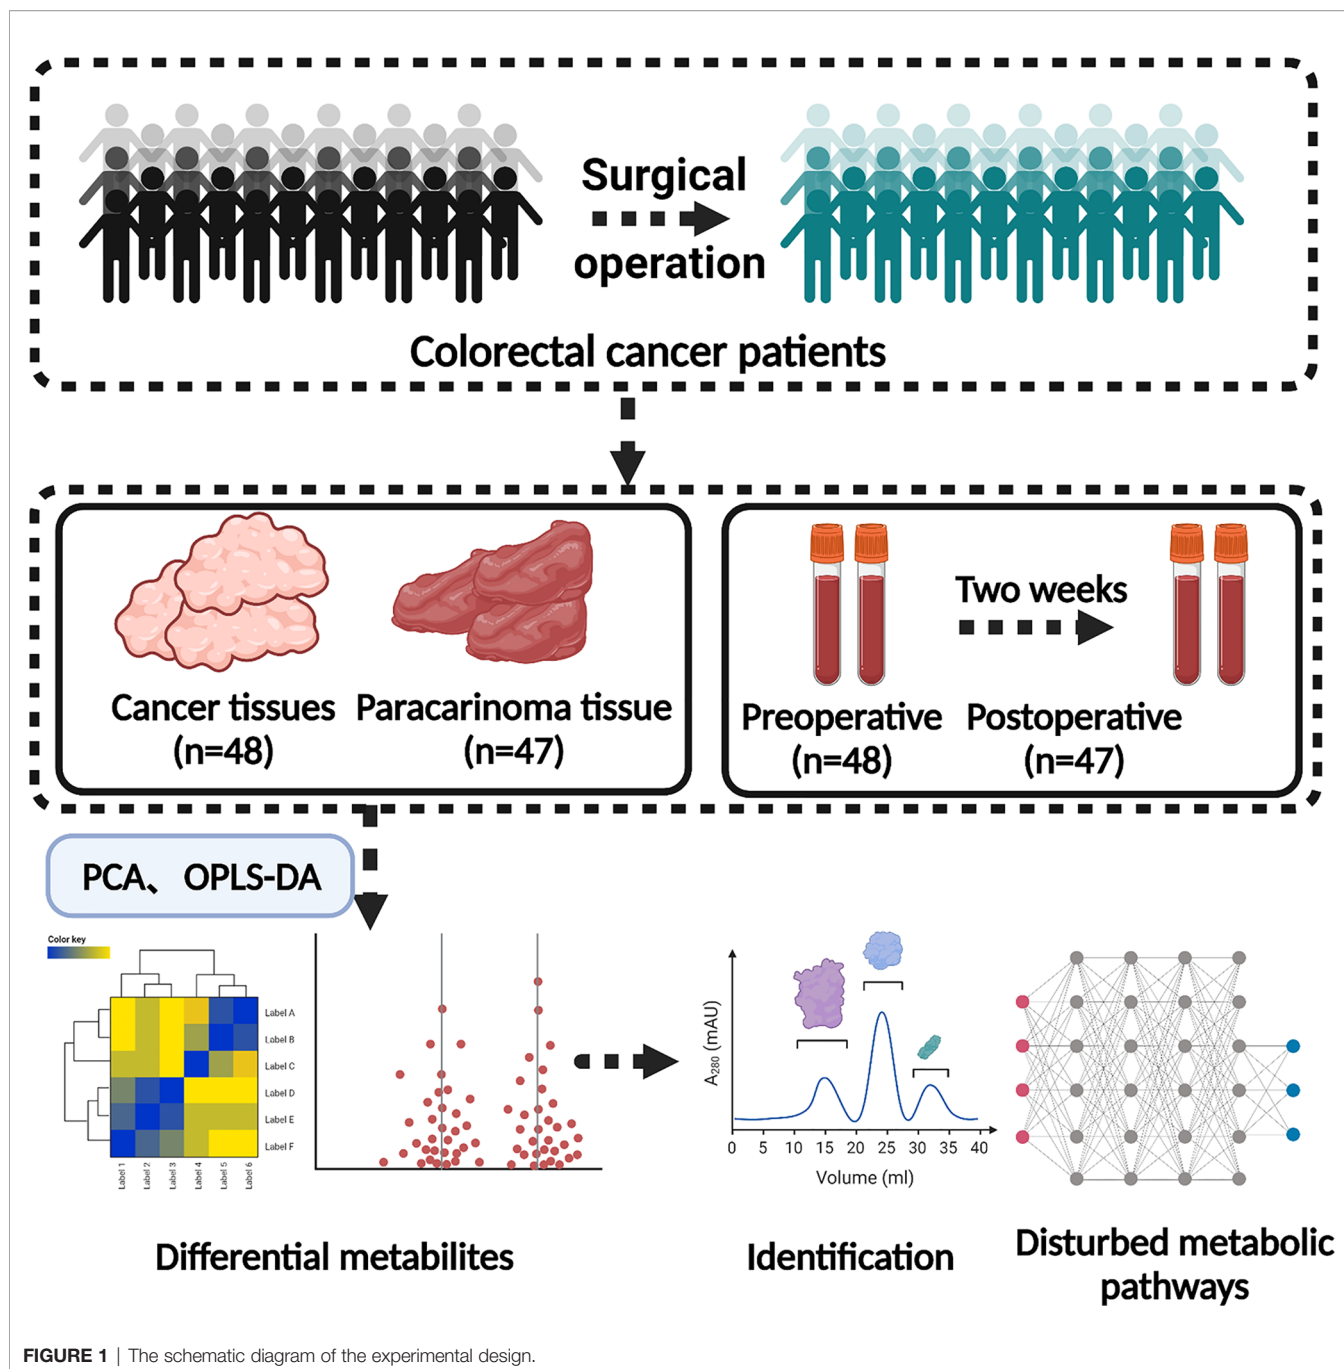 Surgical
operation
Colorectal cancer patients
Cancer tissues
(n=48)
Paracarinoma tissue
(n=47)
Two weeks
Preoperative
(n=48)
Postoperative
(n=47)
PCA、 OPLS-DA
Color key
Label A
Label B
Label C
Label D
Label E
Label F
Label 1
Label 2
Label 3
Label 4
Label 5
Label 6
A280 (mAU)
0 5 10 15 20 25 30 35 40
Volume (ml)
Differential metabilites
Identification
Disturbed metabolic
pathways
FIGURE 1 | The schematic diagram of the experimental design.